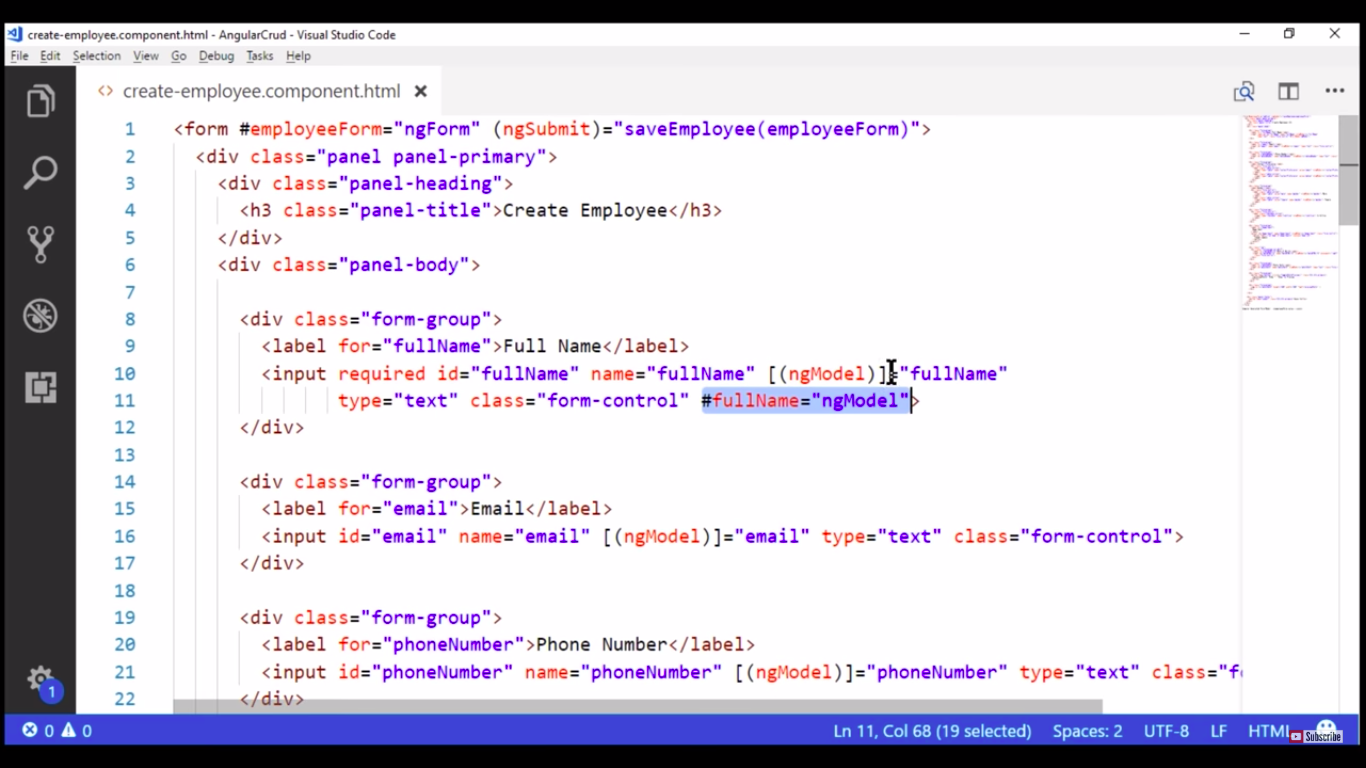 create-employee.component.html - AngularCrud - Visual Studio Code
File Edit Selection View Go Debug Tasks Help
create-employee.component.html
1 <form #employeeForm="ngForm" (ngSubmit)="saveEmployee(employeeForm)">
2 <div class="panel panel-primary">
3 <div class="panel-heading">
4 <h3 class="panel-title">Create Employee</h3>
5 </div>
6 <div class="panel-body">
7
8 <div class="form-group">
9 <label for="fullName">Full Name</label>
10 <input required id="fullName" name="fullName" [(ngModel)]="fullName"
11 type="text" class="form-control" #fullName="ngModel">
12 </div>
13
14 <div class="form-group">
15 <label for="email">Email</label>
16 <input id="email" name="email" [(ngModel)]="email" type="text" class="form-control">
17 </div>
18
19 <div class="form-group">
20 <label for="phoneNumber">Phone Number</label>
21 <input id="phoneNumber" name="phoneNumber" [(ngModel)]="phoneNumber" type="text" class="f
22 </div>
1
0 0 Ln 11, Col 68 (19 selected) Spaces: 2 UTF-8 LF HTML Subscribe